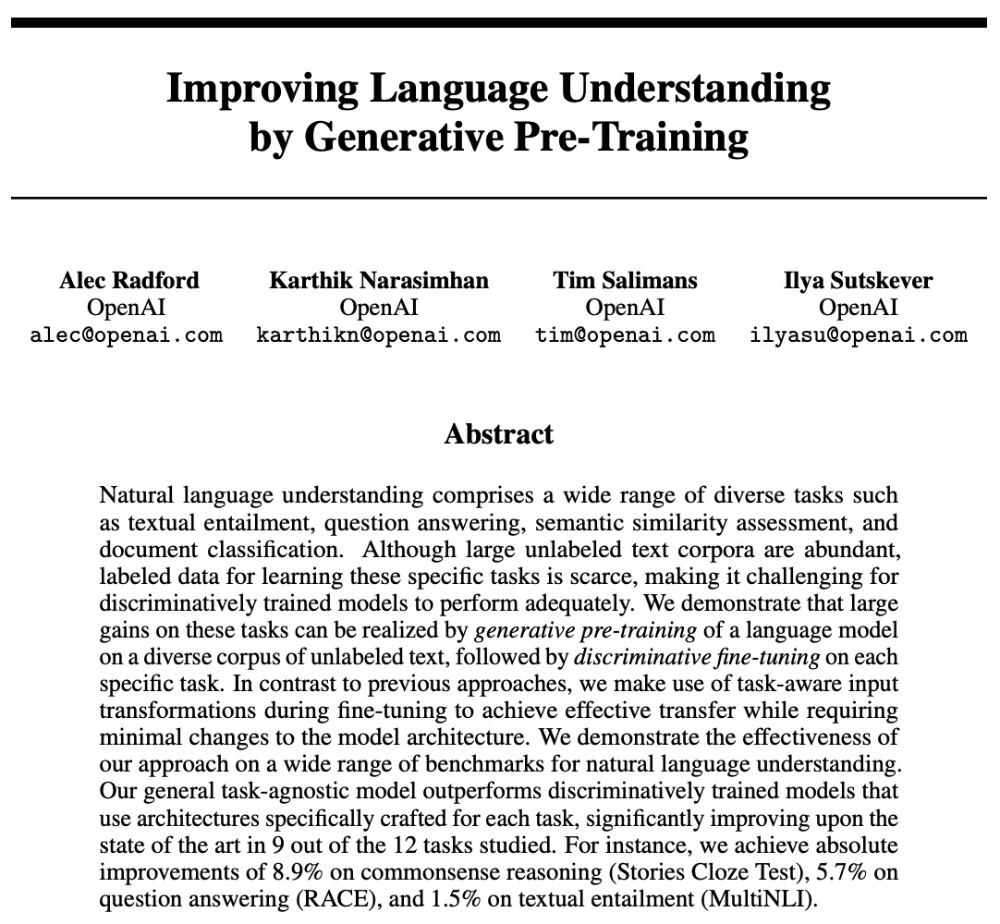 Improving Language Understanding
by Generative Pre-Training
Alec Radford
OpenAI
alec@openai.com
Karthik Narasimhan
OpenAI
karthikn@openai.com
Tim Salimans
OpenAI
tim@openai.com
Ilya Sutskever
OpenAI
ilyasu@openai.com
Abstract
Natural language understanding comprises a wide range of diverse tasks such
as textual entailment, question answering, semantic similarity assessment, and
document classification. Although large unlabeled text corpora are abundant,
labeled data for learning these specific tasks is scarce, making it challenging for
discriminatively trained models to perform adequately. We demonstrate that large
gains on these tasks can be realized by generative pre-training of a language model
on a diverse corpus of unlabeled text, followed by discriminative fine-tuning on each
specific task. In contrast to previous approaches, we make use of task-aware input
transformations during fine-tuning to achieve effective transfer while requiring
minimal changes to the model architecture. We demonstrate the effectiveness of
our approach on a wide range of benchmarks for natural language understanding.
Our general task-agnostic model outperforms discriminatively trained models that
use architectures specifically crafted for each task, significantly improving upon the
state of the art in 9 out of the 12 tasks studied. For instance, we achieve absolute
improvements of 8.9% on commonsense reasoning (Stories Cloze Test), 5.7% on
question answering (RACE), and 1.5% on textual entailment (MultiNLI).